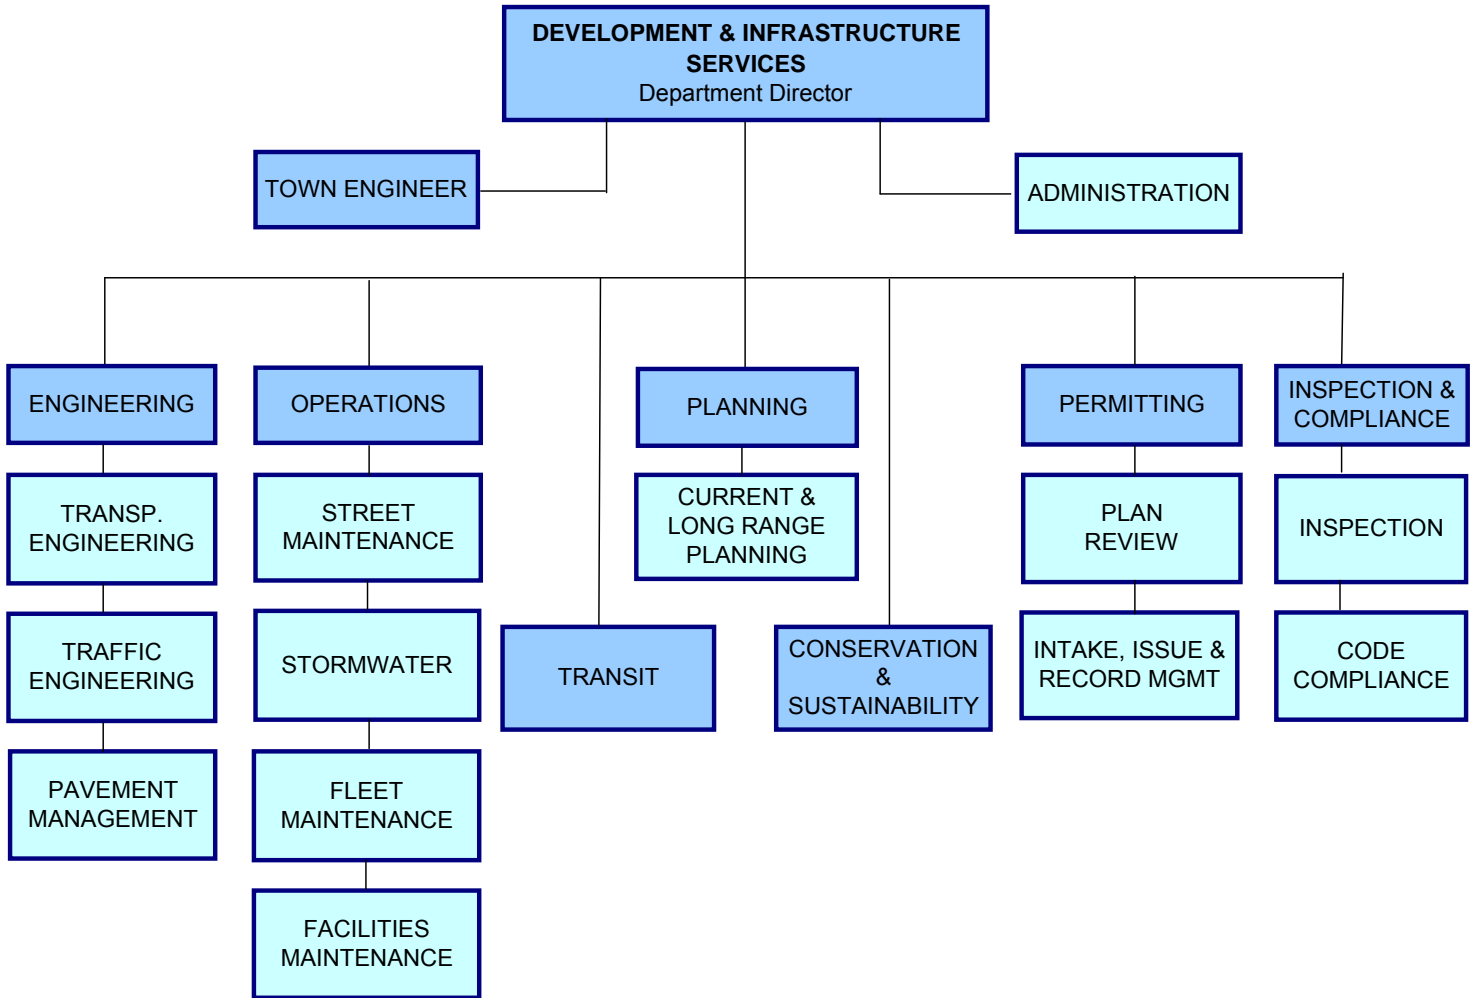 DEVELOPMENT & INFRASTRUCTURE
SERVICES
Department Director
TOWN ENGINEER
ADMINISTRATION
ENGINEERING
OPERATIONS
PLANNING
PERMITTING
INSPECTION &
COMPLIANCE
TRANSP.
ENGINEERING
STREET
MAINTENANCE
CURRENT &
LONG RANGE
PLANNING
PLAN
REVIEW
INSPECTION
TRAFFIC
ENGINEERING
STORMWATER
TRANSIT
CONSERVATION
&
SUSTAINABILITY
INTAKE, ISSUE &
RECORD MGMT
CODE
COMPLIANCE
PAVEMENT
MANAGEMENT
FLEET
MAINTENANCE
FACILITIES
MAINTENANCE